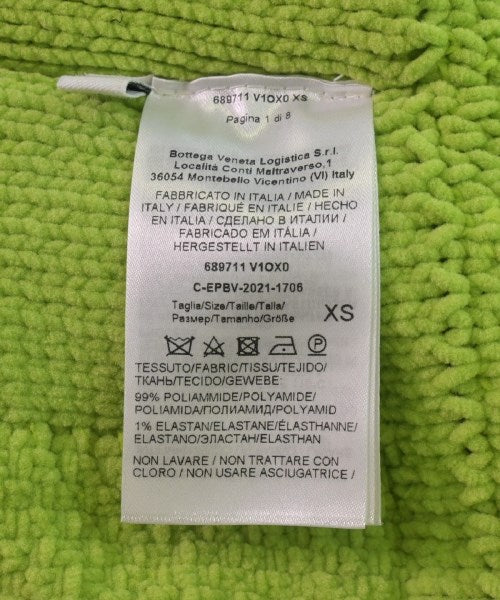 689711 V1OX0 XS
Pagina 1 di 8
Bottega Veneta Logistica S.r.l.
Località Conti Maltraverso,1
36054 Montebello Vicentino (VI) Italy
FABBRICATO IN ITALIA / MADE IN
ITALY / FABRIQUÉ EN ITALIE / HECHO
EN ITALIA / СДЕЛАНО В ИТАЛИИ /
FABRICADO EM ITÁLIA /
HERGESTELLT IN ITALIEN
689711 V1OX0
C-EPBV-2021-1706
Taglia/Size/Taille/Talla/
Размер/Tamanho/Größe
XS
TESSUTO/FABRIC/TISSU/TEJIDO/
ТКАНЬ/TECIDO/GEWEBE:
99% POLIAMMIDE/POLYAMIDE/
POLIAMIDA/ПОЛИАМИД/POLYAMID
1% ELASTAN/ELASTANE/ÉLASTHANNE/
ELASTANO/ЭЛАСТАН/ELASTHAN
NON LAVARE / NON TRATTARE CON
CLORO / NON USARE ASCIUGATRICE /